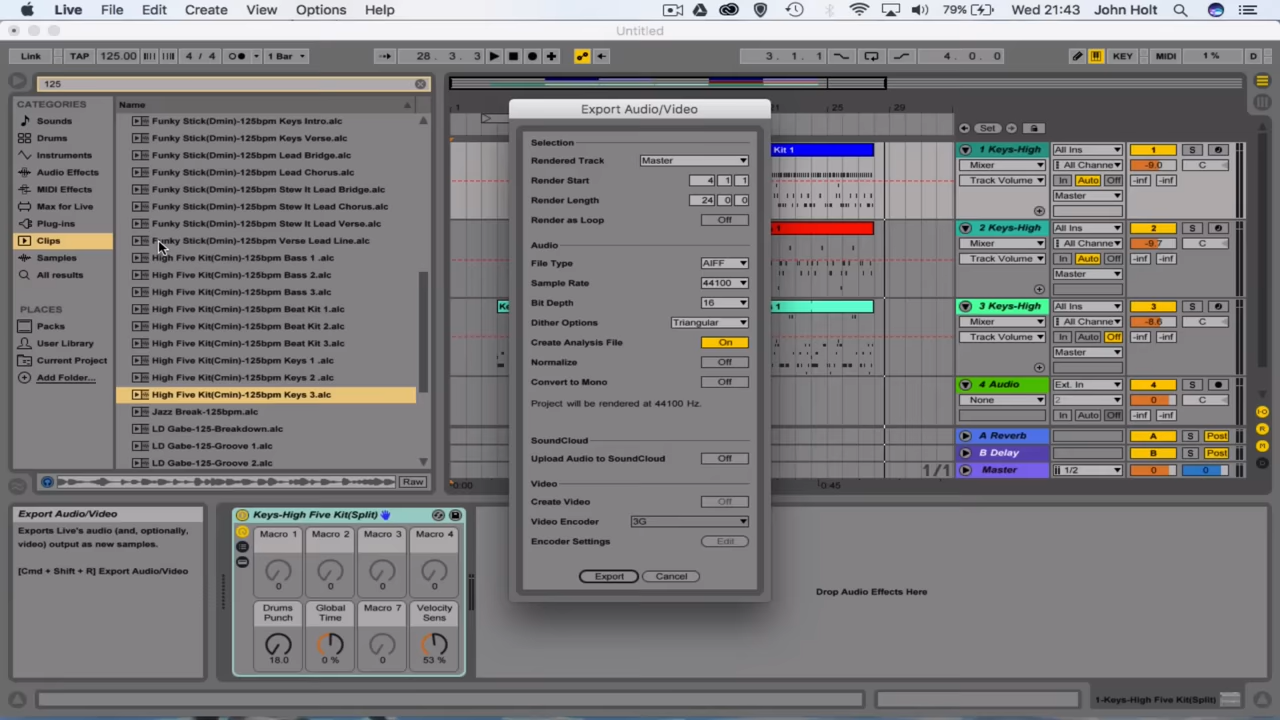 Live File Edit Create View Options Help 79% Wed 21:43 John Holt
Untitled
Link TAP 125.00 4 / 4 1 Bar 28. 3. 3 3. 1. 1 4. 0. 0 KEY MIDI 1 % D
125
CATEGORIES
Sounds
Drums
Instruments
Audio Effects
MIDI Effects
Max for Live
Plug-ins
Clips
Samples
All results
PLACES
Packs
User Library
Current Project
Add Folder...
Name
Funky Stick(Dmin)-125bpm Keys Intro.alc
Funky Stick(Dmin)-125bpm Keys Verse.alc
Funky Stick(Dmin)-125bpm Lead Bridge.alc
Funky Stick(Dmin)-125bpm Lead Chorus.alc
Funky Stick(Dmin)-125bpm Stew It Lead Bridge.alc
Funky Stick(Dmin)-125bpm Stew It Lead Chorus.alc
Funky Stick(Dmin)-125bpm Stew It Lead Verse.alc
Funky Stick(Dmin)-125bpm Verse Lead Line.alc
High Five Kit(Cmin)-125bpm Bass 1 .alc
High Five Kit(Cmin)-125bpm Bass 2.alc
High Five Kit(Cmin)-125bpm Bass 3.alc
High Five Kit(Cmin)-125bpm Beat Kit 1.alc
High Five Kit(Cmin)-125bpm Beat Kit 2.alc
High Five Kit(Cmin)-125bpm Beat Kit 3.alc
High Five Kit(Cmin)-125bpm Keys 1 .alc
High Five Kit(Cmin)-125bpm Keys 2 .alc
High Five Kit(Cmin)-125bpm Keys 3.alc
Jazz Break-125bpm.alc
LD Gabe-125-Breakdown.alc
LD Gabe-125-Groove 1.alc
LD Gabe-125-Groove 2.alc
Raw
Export Audio/Video
Selection
Rendered Track Master
Render Start 4 1 1
Render Length 24 0 0
Render as Loop Off
Audio
File Type AIFF
Sample Rate 44100
Bit Depth 16
Dither Options Triangular
Create Analysis File On
Normalize Off
Convert to Mono Off
Project will be rendered at 44100 Hz.
SoundCloud
Upload Audio to SoundCloud Off
Video
Create Video Off
Video Encoder 3G
Encoder Settings Edit
Export Cancel
1 25 29
Set
Kit 1
1 Keys-High All Ins 1 S
Mixer All Channe -9.0 C
Track Volume In Auto Off -inf -inf
Master
2 Keys-High All Ins 2 S
Mixer All Channe -9.7 C
Track Volume In Auto Off -inf -inf
Master
3 Keys-High All Ins 3 S
Mixer All Channe -8.6 C
Track Volume In Auto Off -inf -inf
Master
4 Audio Ext. In 4 S
None 2 0 C
In Auto Off -inf -inf
A Reverb A S Post
B Delay B S Post
1/1 Master 1/2 0 0
0:00 0:45
Export Audio/Video
Exports Live's audio (and, optionally,
video) output as new samples.
[Cmd + Shift + R] Export Audio/Video
Keys-High Five Kit(Split)
Macro 1 Macro 2 Macro 3 Macro 4
0 0 0 0
Drums Punch Global Time Macro 7 Velocity Sens
18.0 0 % 0 53 %
Drop Audio Effects Here
1-Keys-High Five Kit(Split)